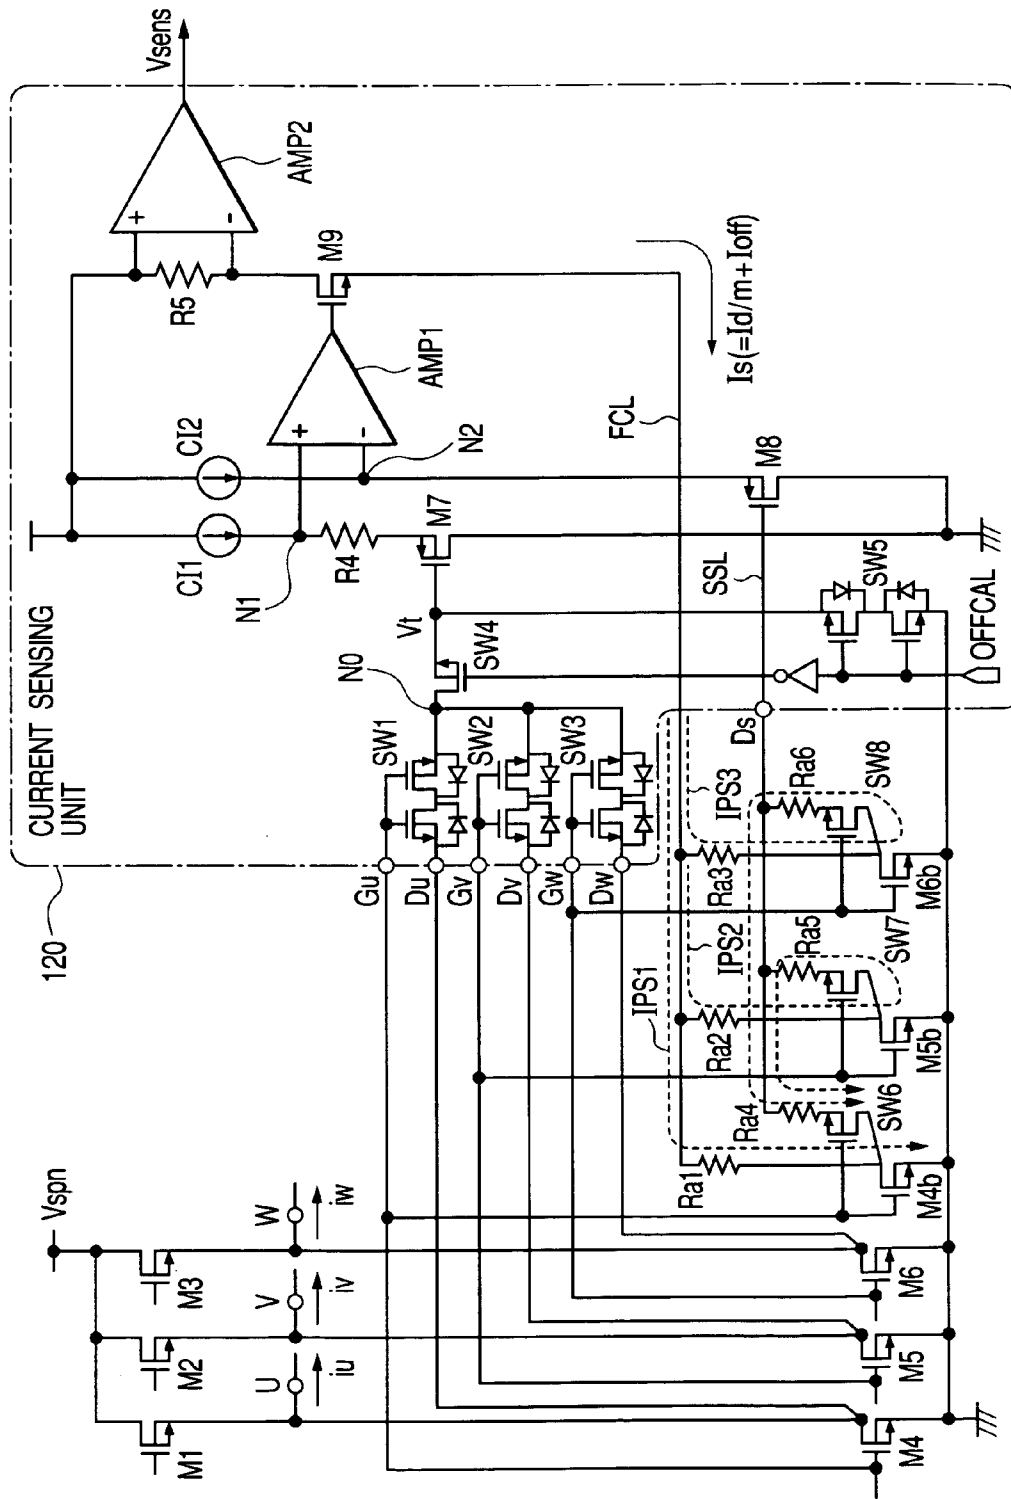 CURRENT SENSING
UNIT
120
Vsens
AMP2
R5
M9
AMP1
CI2
CI1
N2
N1
R4
M7
M8
Vt
N0
SW4
SW1
SW2
SW3
SSL
SW5
OFFCAL
FCL
Is(=Id/m+Ioff)
Gu
Du
Gv
Dv
Gw
Dw
Ds
IPS1
IPS2
IPS3
Ra1
Ra2
Ra3
Ra4
Ra5
Ra6
SW6
SW7
SW8
M4b
M5b
M6b
Vspn
M1
M2
M3
U
V
W
iu
iv
iw
M4
M5
M6